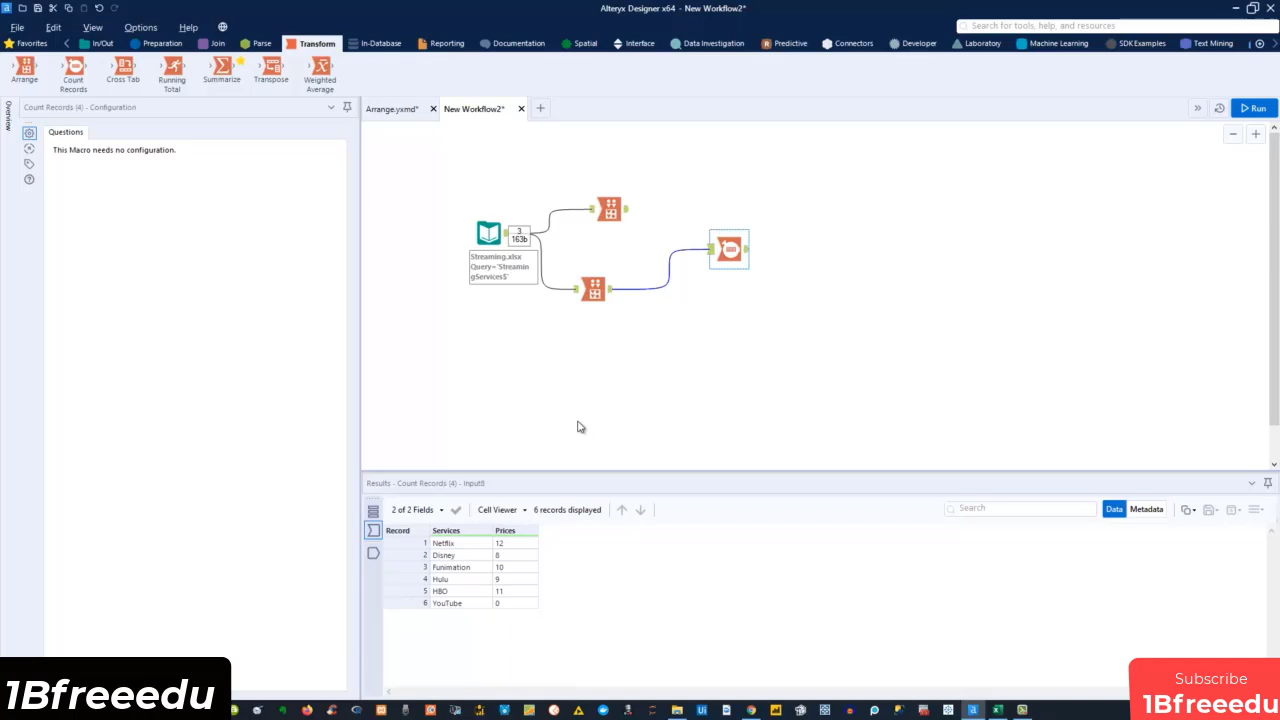 Alteryx Designer x64 - New Workflow2*
File Edit View Options Help
Search for tools, help, and resources
Favorites In/Out Preparation Join Parse Transform In-Database Reporting Documentation Spatial Interface Data Investigation Predictive Connectors Developer Laboratory Machine Learning SDK Examples Text Mining
Arrange Count Records Cross Tab Running Total Summarize Transpose Weighted Average
Overview
Count Records (4) - Configuration
Arrange.yxmd* New Workflow2*
Run
Questions
This Macro needs no configuration.
3
163b
Streaming.xlsx
Query=`Streamin
gServices$`
Results - Count Records (4) - Input8
2 of 2 Fields Cell Viewer 6 records displayed Search Data Metadata
Record Services Prices
1 Netflix 12
2 Disney 8
3 Funimation 10
4 Hulu 9
5 HBO 11
6 YouTube 0
1Bfreeedu
Subscribe
1Bfreeedu